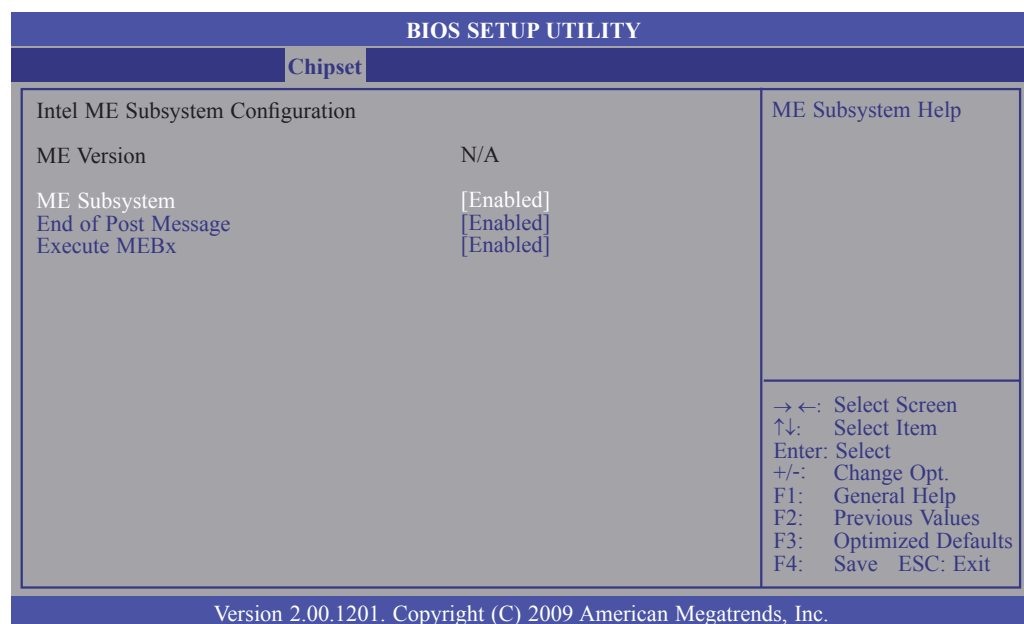 BIOS SETUP UTILITY
Chipset
Intel ME Subsystem Configuration
ME Version N/A
ME Subsystem [Enabled]
End of Post Message [Enabled]
Execute MEBx [Enabled]
ME Subsystem Help
→ ←: Select Screen
↑↓: Select Item
Enter: Select
+/-: Change Opt.
F1: General Help
F2: Previous Values
F3: Optimized Defaults
F4: Save ESC: Exit
Version 2.00.1201. Copyright (C) 2009 American Megatrends, Inc.